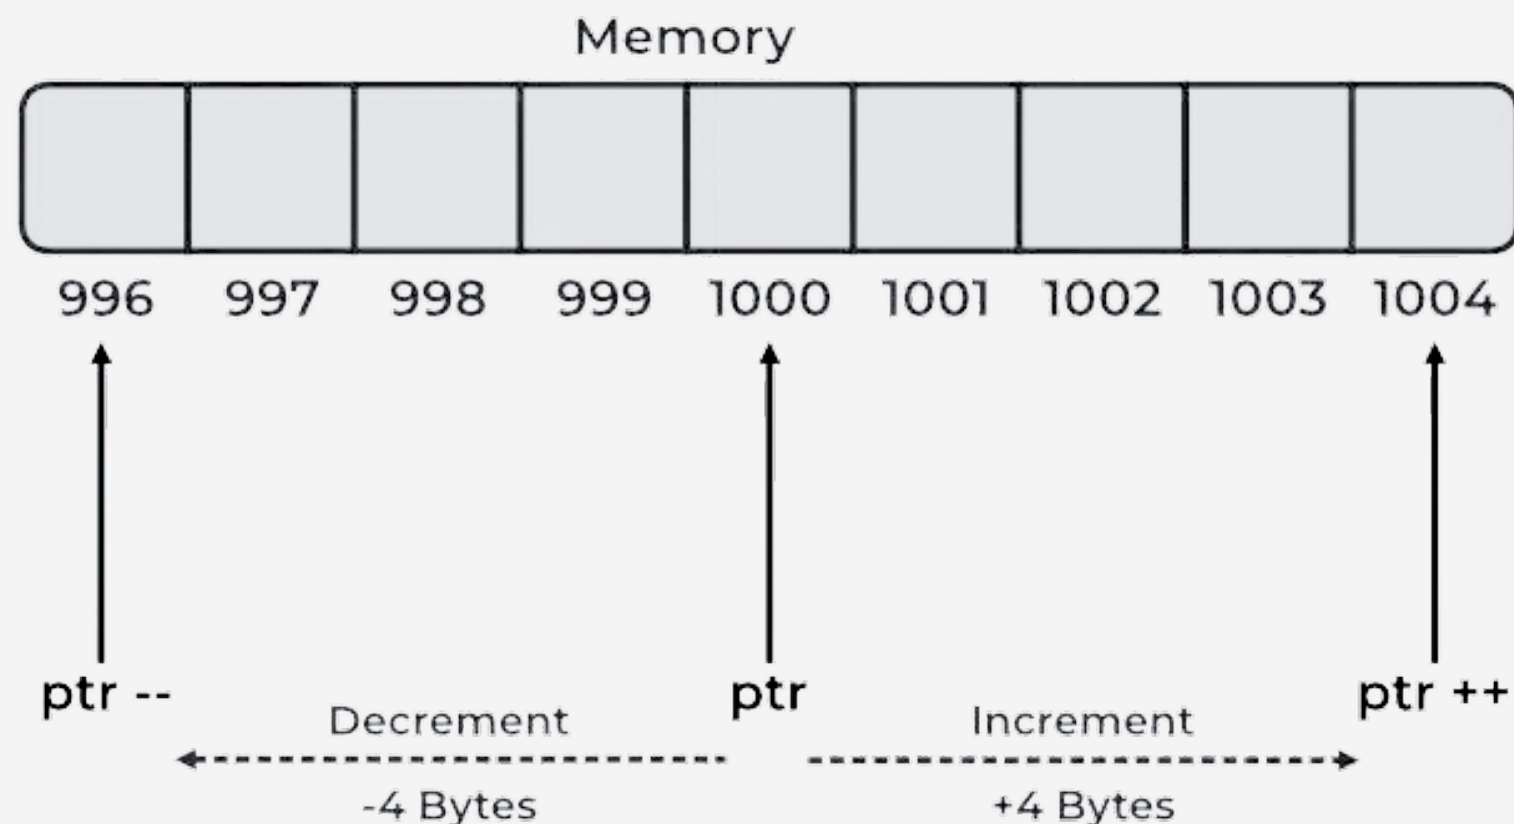 Memory
996 997 998 999 1000 1001 1002 1003 1004
ptr -- ptr ptr ++
Decrement Increment
-4 Bytes +4 Bytes